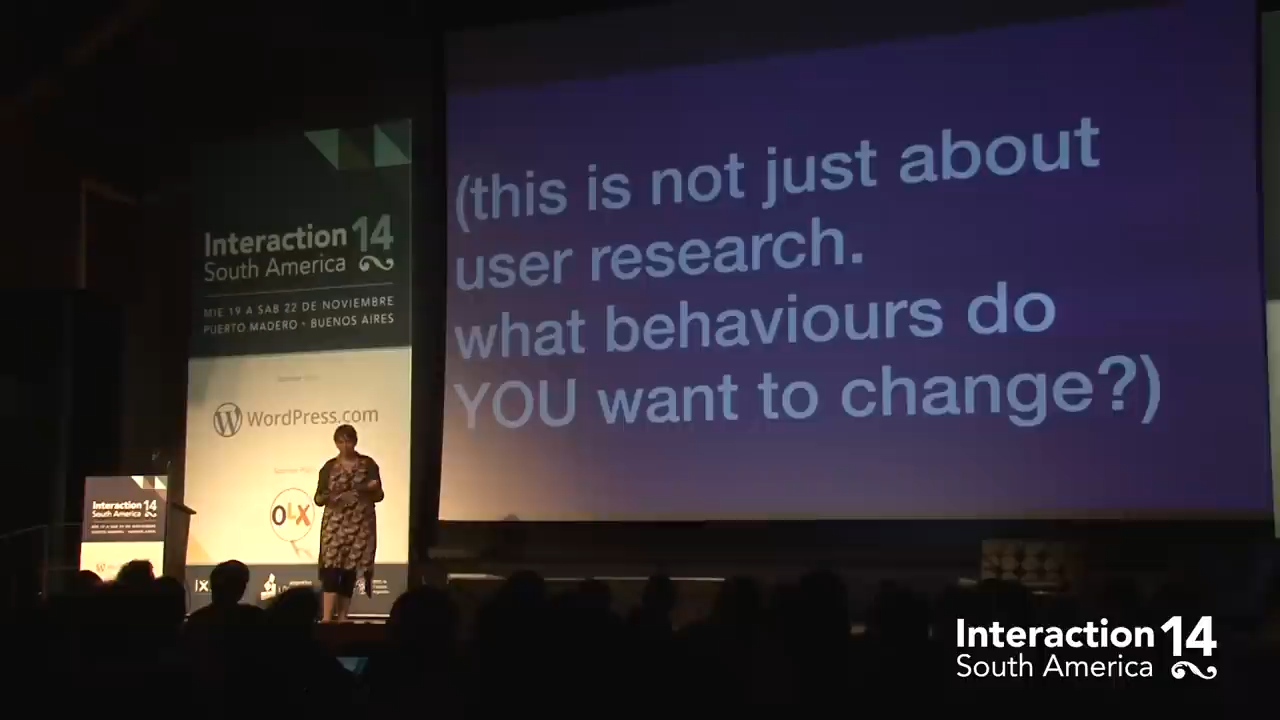 (this is not just about
user research.
what behaviours do
YOU want to change?)
Interaction 14
South America
MIE 19 A SAB 22 DE NOVIEMBRE
PUERTO MADERO • BUENOS AIRES
WordPress.com
OLX
Interaction 14
South America
Interaction 14
South America